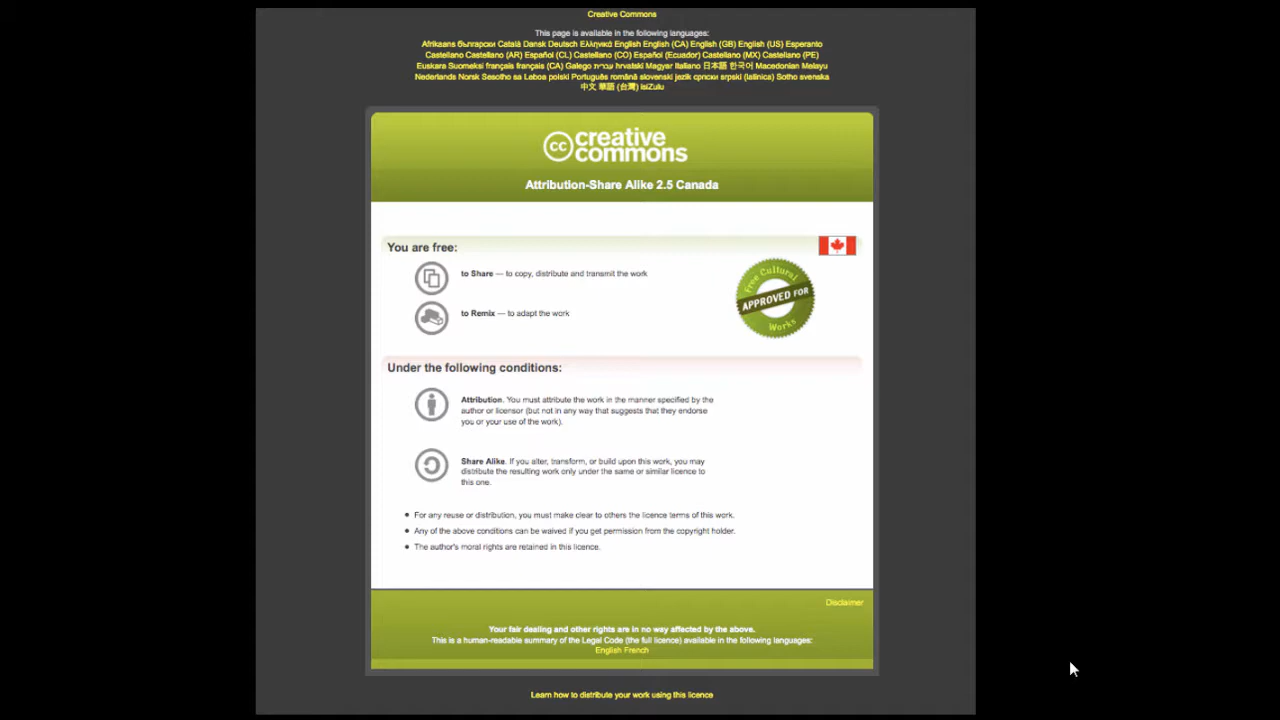 Creative Commons
This page is available in the following languages:
Afrikaans български Català Dansk Deutsch Ελληνικά English English (CA) English (GB) English (US) Esperanto
Castellano Castellano (AR) Español (CL) Castellano (CO) Español (Ecuador) Castellano (MX) Castellano (PE)
Euskara Suomeksi français français (CA) Galego עברית hrvatski Magyar Italiano 日本語 한국어 Macedonian Melayu
Nederlands Norsk Sesotho sa Leboa polski Português română slovenski jezik српски srpski (latinica) Sotho svenska
中文 華語 (台灣) isiZulu
cc creative
commons
Attribution-Share Alike 2.5 Canada
You are free:
to Share — to copy, distribute and transmit the work
to Remix — to adapt the work
Free Cultural
APPROVED FOR
Works
Under the following conditions:
Attribution. You must attribute the work in the manner specified by the
author or licensor (but not in any way that suggests that they endorse
you or your use of the work).
Share Alike. If you alter, transform, or build upon this work, you may
distribute the resulting work only under the same or similar licence to
this one.
For any reuse or distribution, you must make clear to others the licence terms of this work.
Any of the above conditions can be waived if you get permission from the copyright holder.
The author's moral rights are retained in this licence.
Disclaimer
Your fair dealing and other rights are in no way affected by the above.
This is a human-readable summary of the Legal Code (the full licence) available in the following languages:
English French
Learn how to distribute your work using this licence